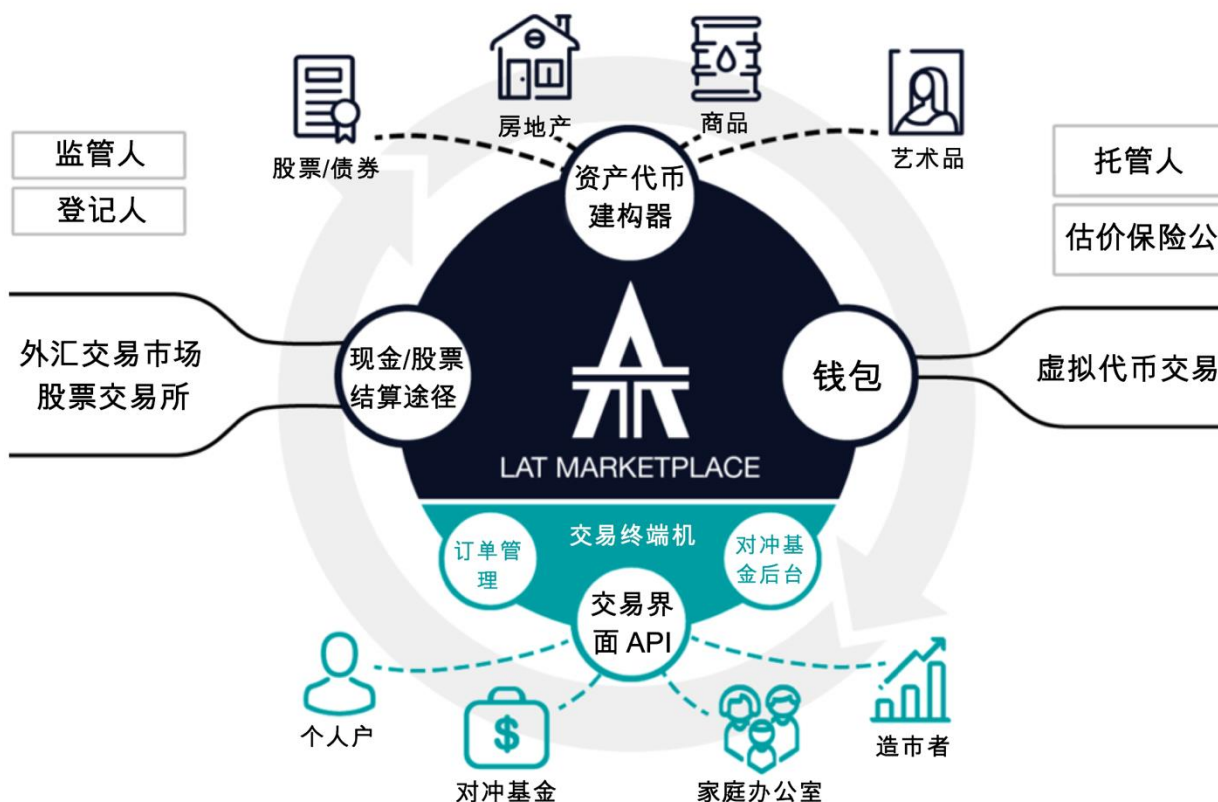 房地产
商品
股票/债券
艺术品
监管人
登记人
资产代币
建构器
托管人
估价保险公
外汇交易市场
股票交易所
现金/股票
结算途径
钱包
虚拟代币交易
LAT MARKETPLACE
交易终端机
订单管
理
对冲基
金后台
交易界
面 API
$
个人户
对冲基金
家庭办公室
造市者